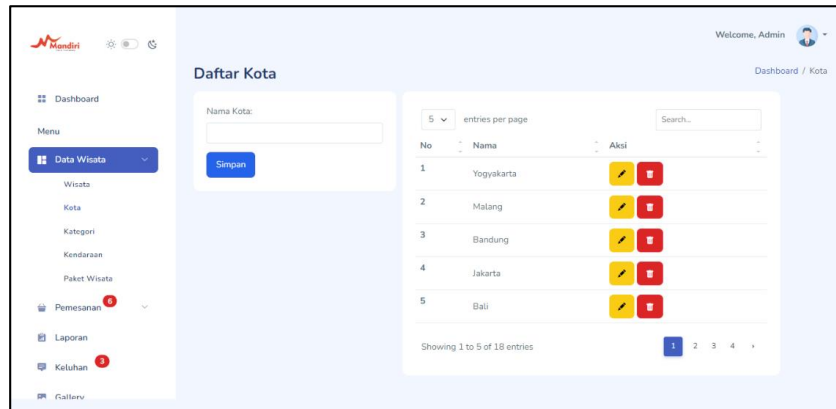 Mandiri
Welcome, Admin
Daftar Kota
Dashboard / Kota
Dashboard
Menu
Data Wisata
Wisata
Kota
Kategori
Kendaraan
Paket Wisata
Pemesanan 6
Laporan
Keluhan 3
Gallery
Nama Kota:
Simpan
5 entries per page
Search...
No Nama Aksi
1 Yogyakarta
2 Malang
3 Bandung
4 Jakarta
5 Bali
Showing 1 to 5 of 18 entries
1 2 3 4 ›